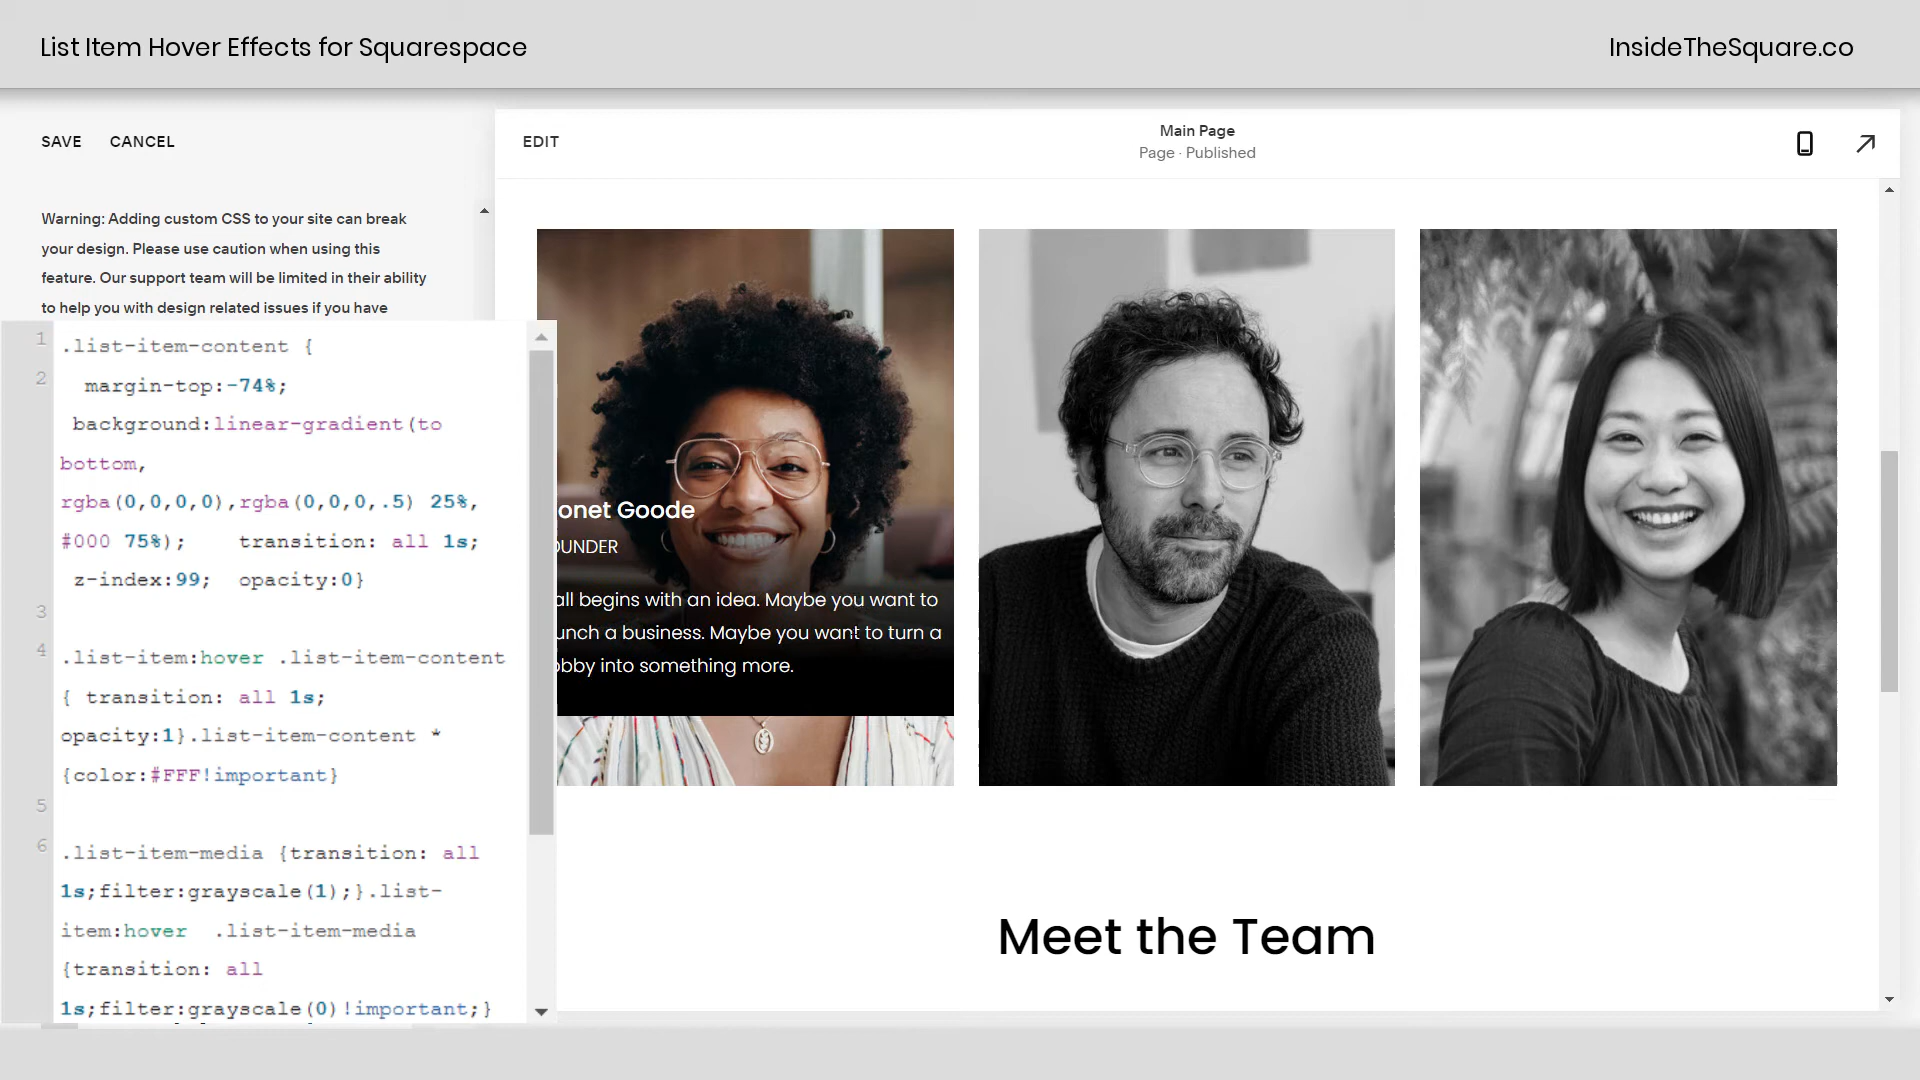 List Item Hover Effects for Squarespace
InsideTheSquare.co
SAVE CANCEL
EDIT
Main Page
Page · Published
Warning: Adding custom CSS to your site can break
your design. Please use caution when using this
feature. Our support team will be limited in their ability
to help you with design related issues if you have
1 .list-item-content {
2 margin-top:-74%;
background:linear-gradient(to
bottom,
rgba(0,0,0,0),rgba(0,0,0,.5) 25%,
#000 75%); transition: all 1s;
z-index:99; opacity:0}
3
4 .list-item:hover .list-item-content
{ transition: all 1s;
opacity:1}.list-item-content *
{color:#FFF!important}
5
6 .list-item-media {transition: all
1s;filter:grayscale(1);}.list-
item:hover .list-item-media
{transition: all
1s;filter:grayscale(0)!important;}
onet Goode
OUNDER
all begins with an idea. Maybe you want to
unch a business. Maybe you want to turn a
obby into something more.
Meet the Team